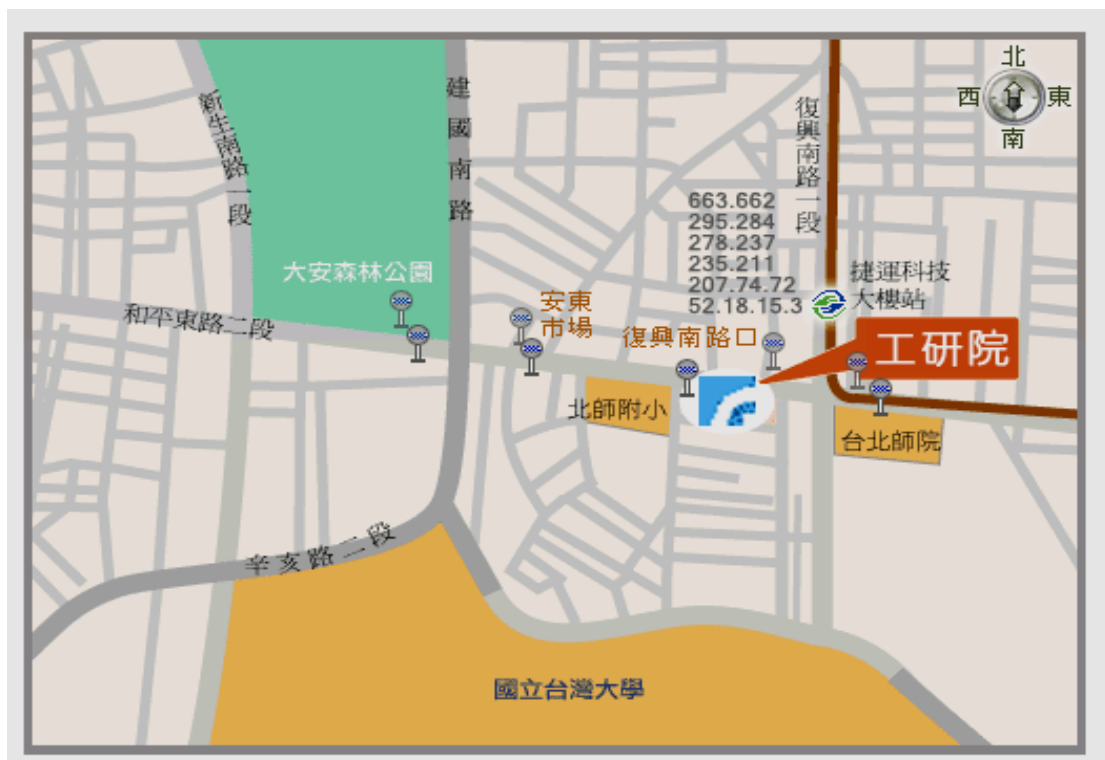 北
西
東
南
新生南路一段
建國南路
復興南路一段
663.662
295.284
278.237
235.211
207.74.72
52.18.15.3
捷運科技
大樓站
大安森林公園
安東
市場
和平東路二段
復興南路口
工研院
北師附小
台北師院
辛亥路二段
國立台灣大學